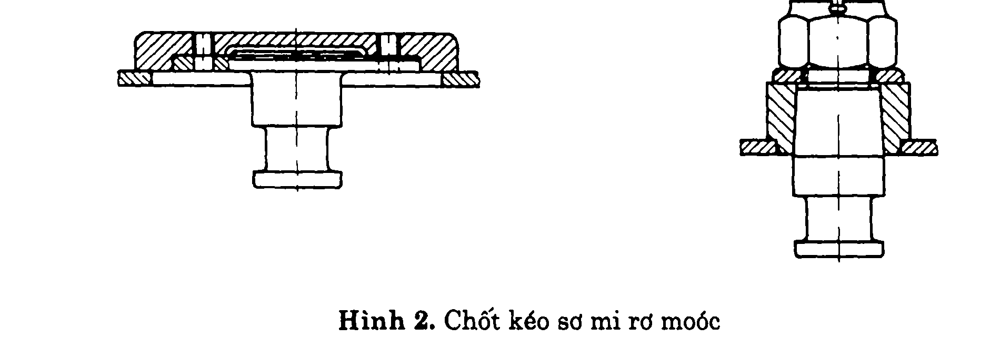 Hình 2. Chốt kéo sơ mi rơ moóc